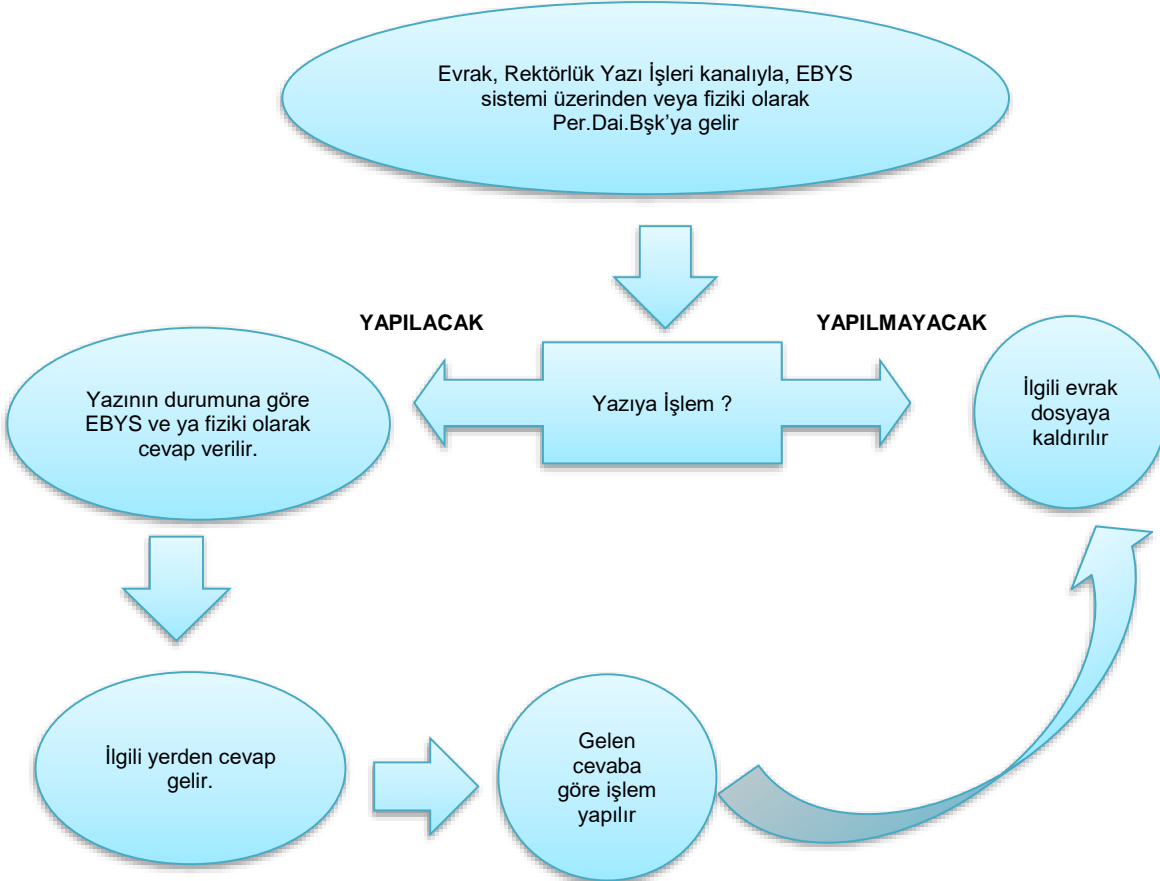 Evrak, Rektörlük Yazı İşleri kanalıyla, EBYS
sistemi üzerinden veya fiziki olarak
Per.Dai.Bşk’ya gelir
YAPILACAK
YAPILMAYACAK
Yazının durumuna göre
EBYS ve ya fiziki olarak
cevap verilir.
Yazıya İşlem ?
İlgili evrak
dosyaya
kaldırılır
İlgili yerden cevap
gelir.
Gelen
cevaba
göre işlem
yapılır